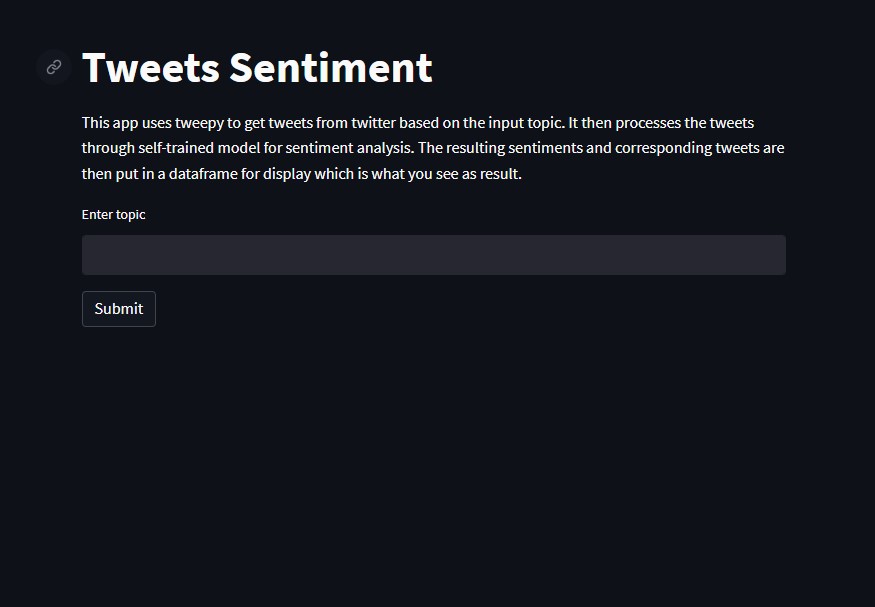 Tweets Sentiment
This app uses tweepy to get tweets from twitter based on the input topic. It then processes the tweets
through self-trained model for sentiment analysis. The resulting sentiments and corresponding tweets are
then put in a dataframe for display which is what you see as result.
Enter topic
Submit